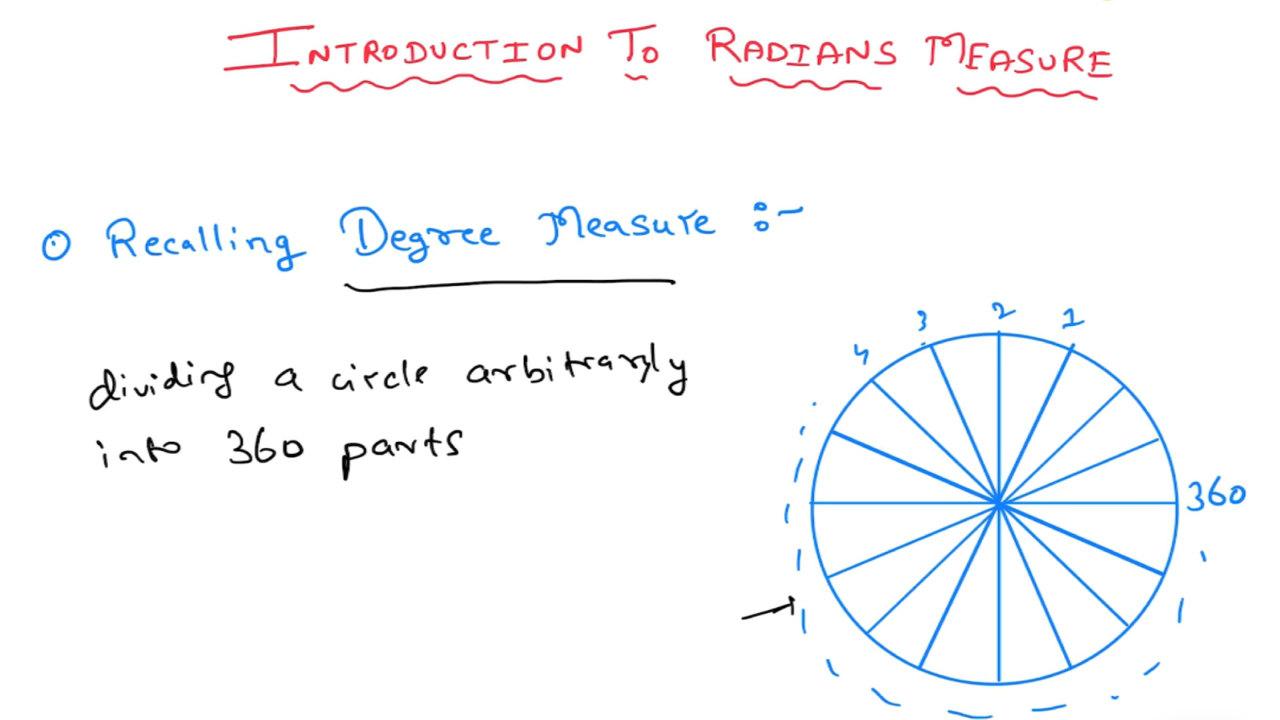 INTRODUCTION TO RADIANS MEASURE
Recalling Degree Measure :-
dividing a circle arbitrarily
into 360 parts
4 3 2 1
360